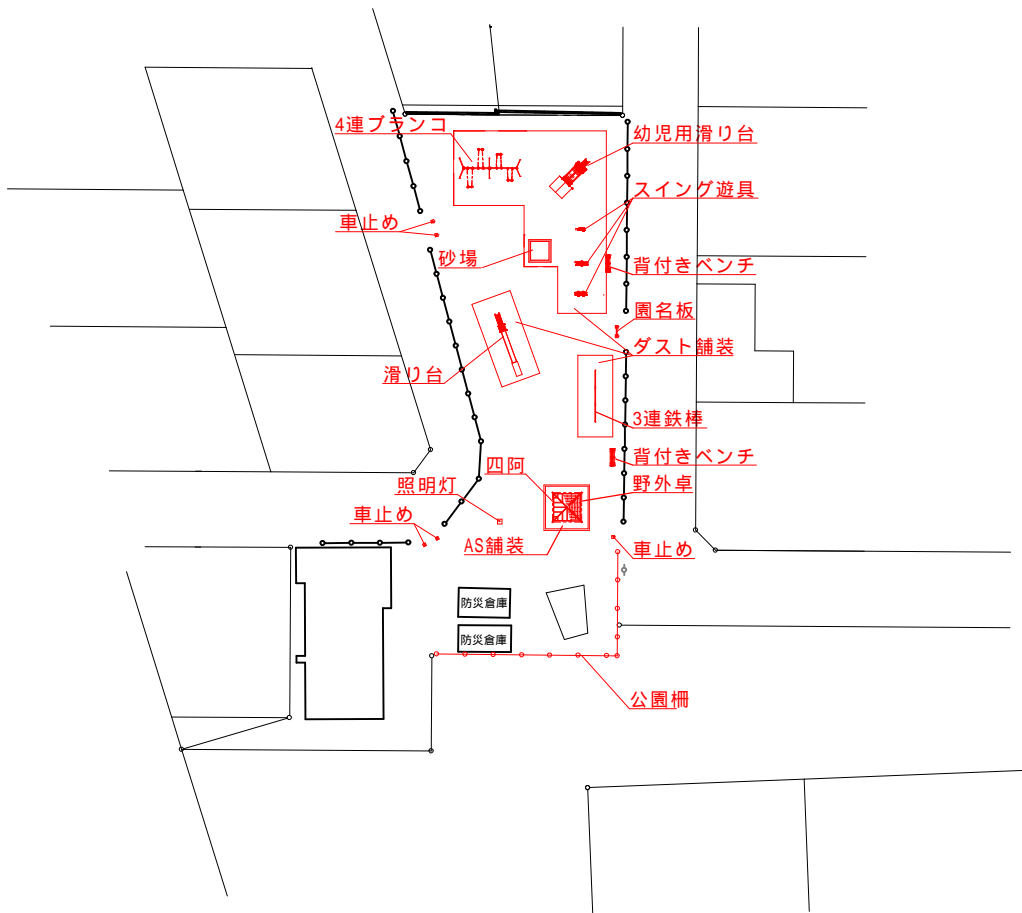 4連ブランコ
幼児用滑り台
スイング遊具
車止め
砂場
背付きベンチ
園名板
ダスト舗装
滑り台
3連鉄棒
背付きベンチ
四阿
照明灯
野外卓
車止め
AS舗装
車止め
防災倉庫
防災倉庫
公園柵